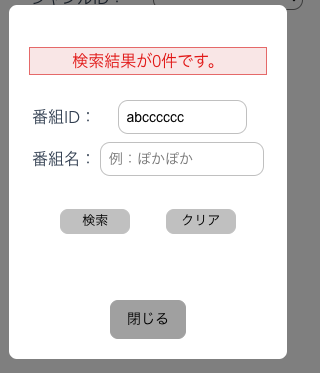 検索結果が0件です。
番組ID：
abcccccc
番組名：
例：ぽかぽか
検索
クリア
閉じる